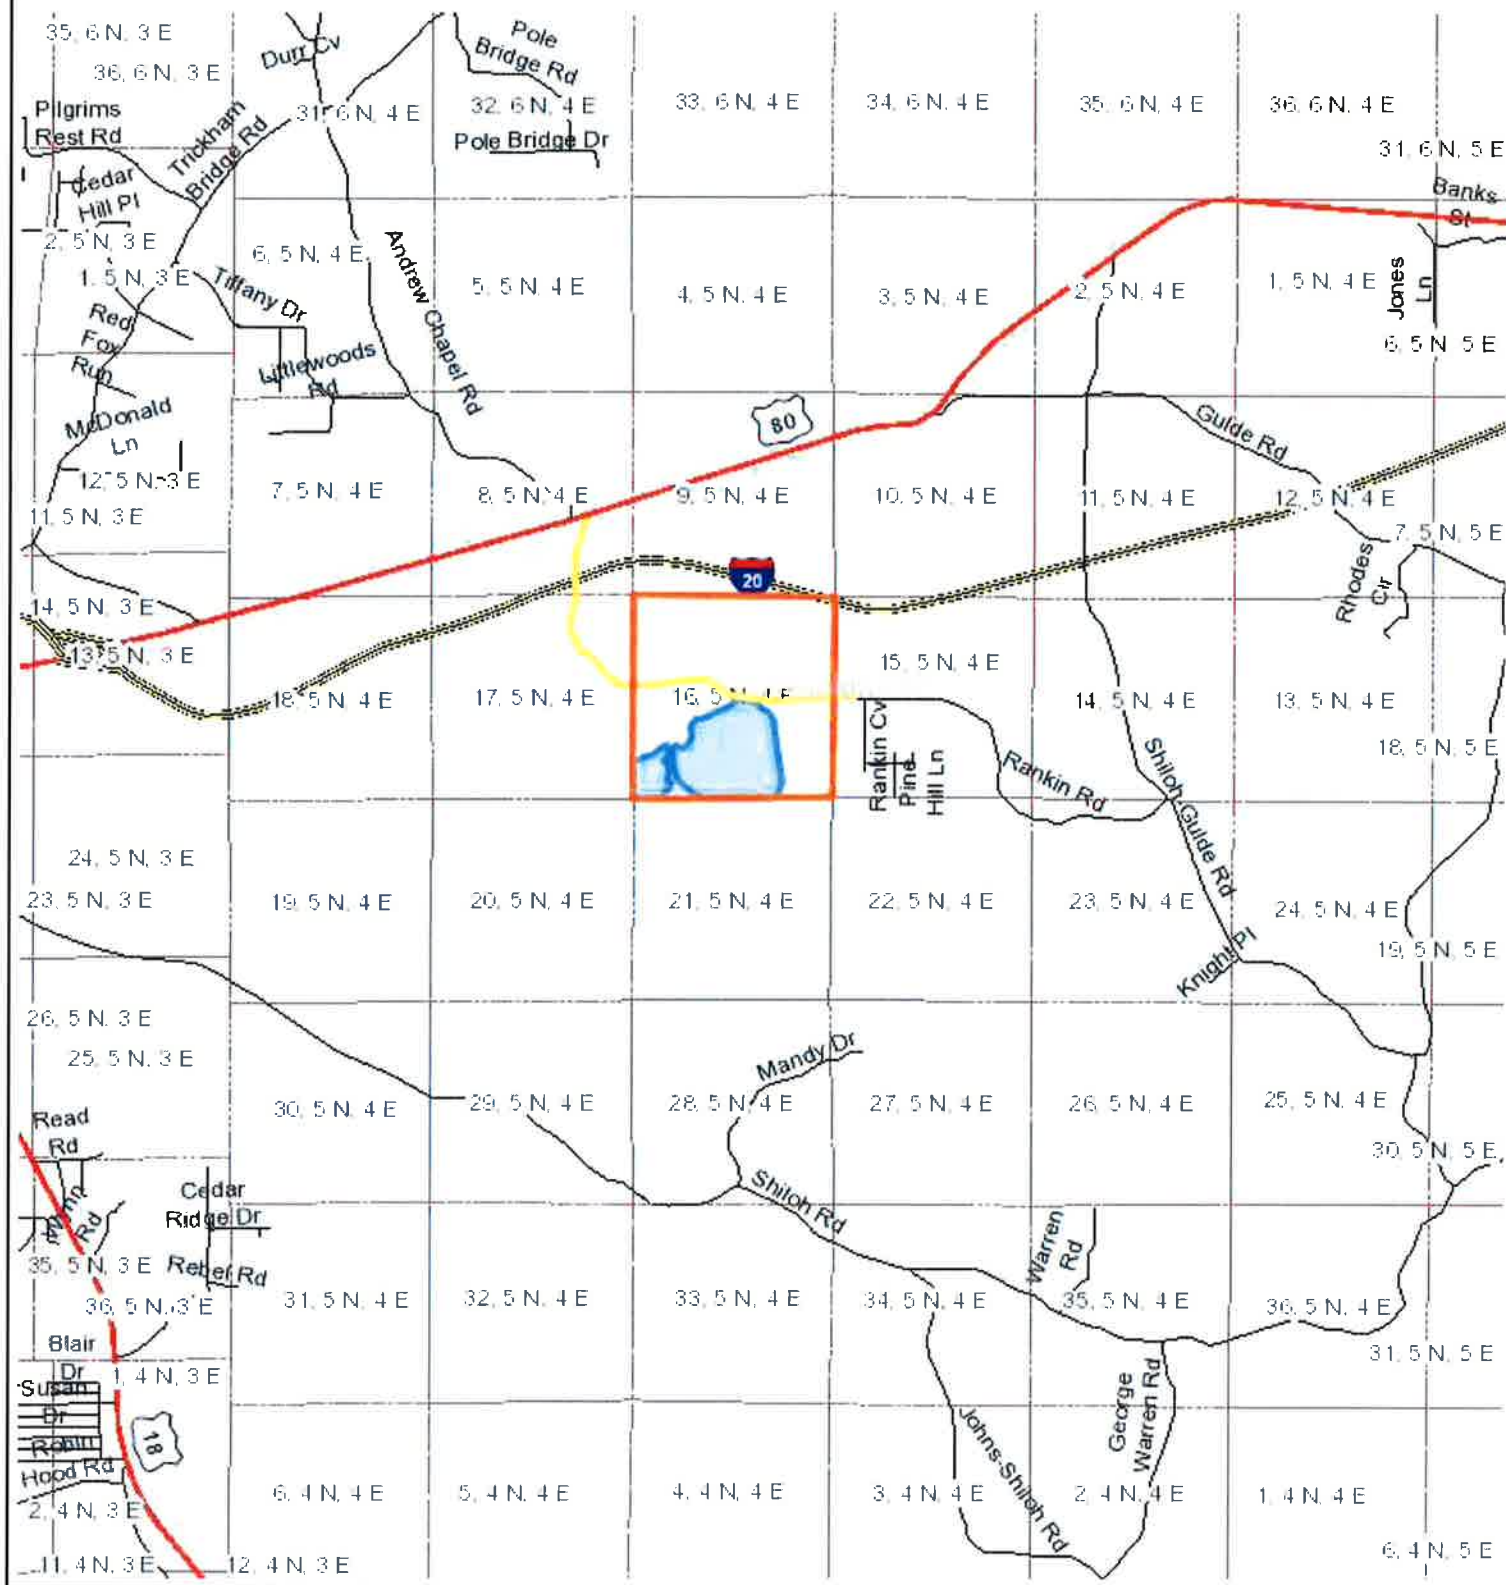 35, 6 N, 3 E
36, 6 N, 3 E
Durr Cv
Pole
Bridge Rd
31, 6 N, 4 E
32, 6 N, 4 E
33, 6 N, 4 E
34, 6 N, 4 E
35, 6 N, 4 E
36, 6 N, 4 E
31, 6 N, 5 E
Pilgrims
Rest Rd
Trickham
Bridge Rd
Pole Bridge Dr
Cedar
Hill Pl
Banks
St
2, 5 N, 3 E
1, 5 N, 3 E
6, 5 N, 4 E
5, 5 N, 4 E
4, 5 N, 4 E
3, 5 N, 4 E
2, 5 N, 4 E
1, 5 N, 4 E
Jones
Ln
6, 5 N, 5 E
Andrew Chapel Rd
Tiffany Dr
Red
Fox
Run
Littlewoods
Rd
McDonald
Ln
80
Gulde Rd
12, 5 N, 3 E
11, 5 N, 3 E
7, 5 N, 4 E
8, 5 N, 4 E
9, 5 N, 4 E
10, 5 N, 4 E
11, 5 N, 4 E
12, 5 N, 4 E
7, 5 N, 5 E
Rhodes
Cir
20
14, 5 N, 3 E
13, 5 N, 3 E
18, 5 N, 4 E
17, 5 N, 4 E
16, 5 N, 4 E
15, 5 N, 4 E
14, 5 N, 4 E
13, 5 N, 4 E
18, 5 N, 5 E
Rankin Cv
Pine
Hill Ln
Rankin Rd
Shiloh-Gulde Rd
24, 5 N, 3 E
23, 5 N, 3 E
19, 5 N, 4 E
20, 5 N, 4 E
21, 5 N, 4 E
22, 5 N, 4 E
23, 5 N, 4 E
24, 5 N, 4 E
19, 5 N, 5 E
Knight Pl
26, 5 N, 3 E
25, 5 N, 3 E
Mandy Dr
30, 5 N, 4 E
29, 5 N, 4 E
28, 5 N, 4 E
27, 5 N, 4 E
26, 5 N, 4 E
25, 5 N, 4 E
30, 5 N, 5 E
Read
Rd
Rd
Cedar
Ridge Dr
Rebel Rd
Shiloh Rd
Warren
Rd
35, 5 N, 3 E
36, 5 N, 3 E
31, 5 N, 4 E
32, 5 N, 4 E
33, 5 N, 4 E
34, 5 N, 4 E
35, 5 N, 4 E
36, 5 N, 4 E
31, 5 N, 5 E
Blair
Dr
1, 4 N, 3 E
Susan
Dr
Robin
Hood Rd
18
Johns-Shiloh Rd
George
Warren Rd
2, 4 N, 3 E
11, 4 N, 3 E
12, 4 N, 3 E
6, 4 N, 4 E
5, 4 N, 4 E
4, 4 N, 4 E
3, 4 N, 4 E
2, 4 N, 4 E
1, 4 N, 4 E
6, 4 N, 5 E